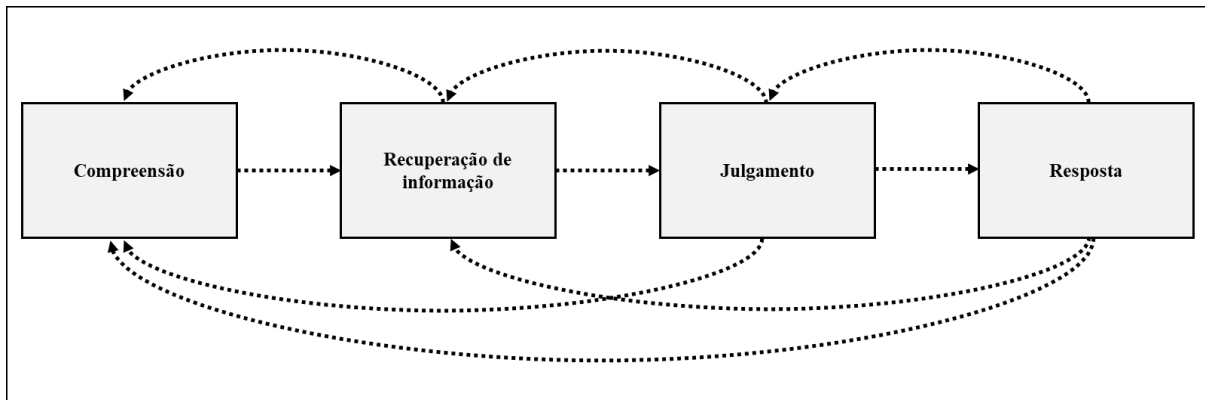 Compreensão
Recuperação de
informação
Julgamento
Resposta